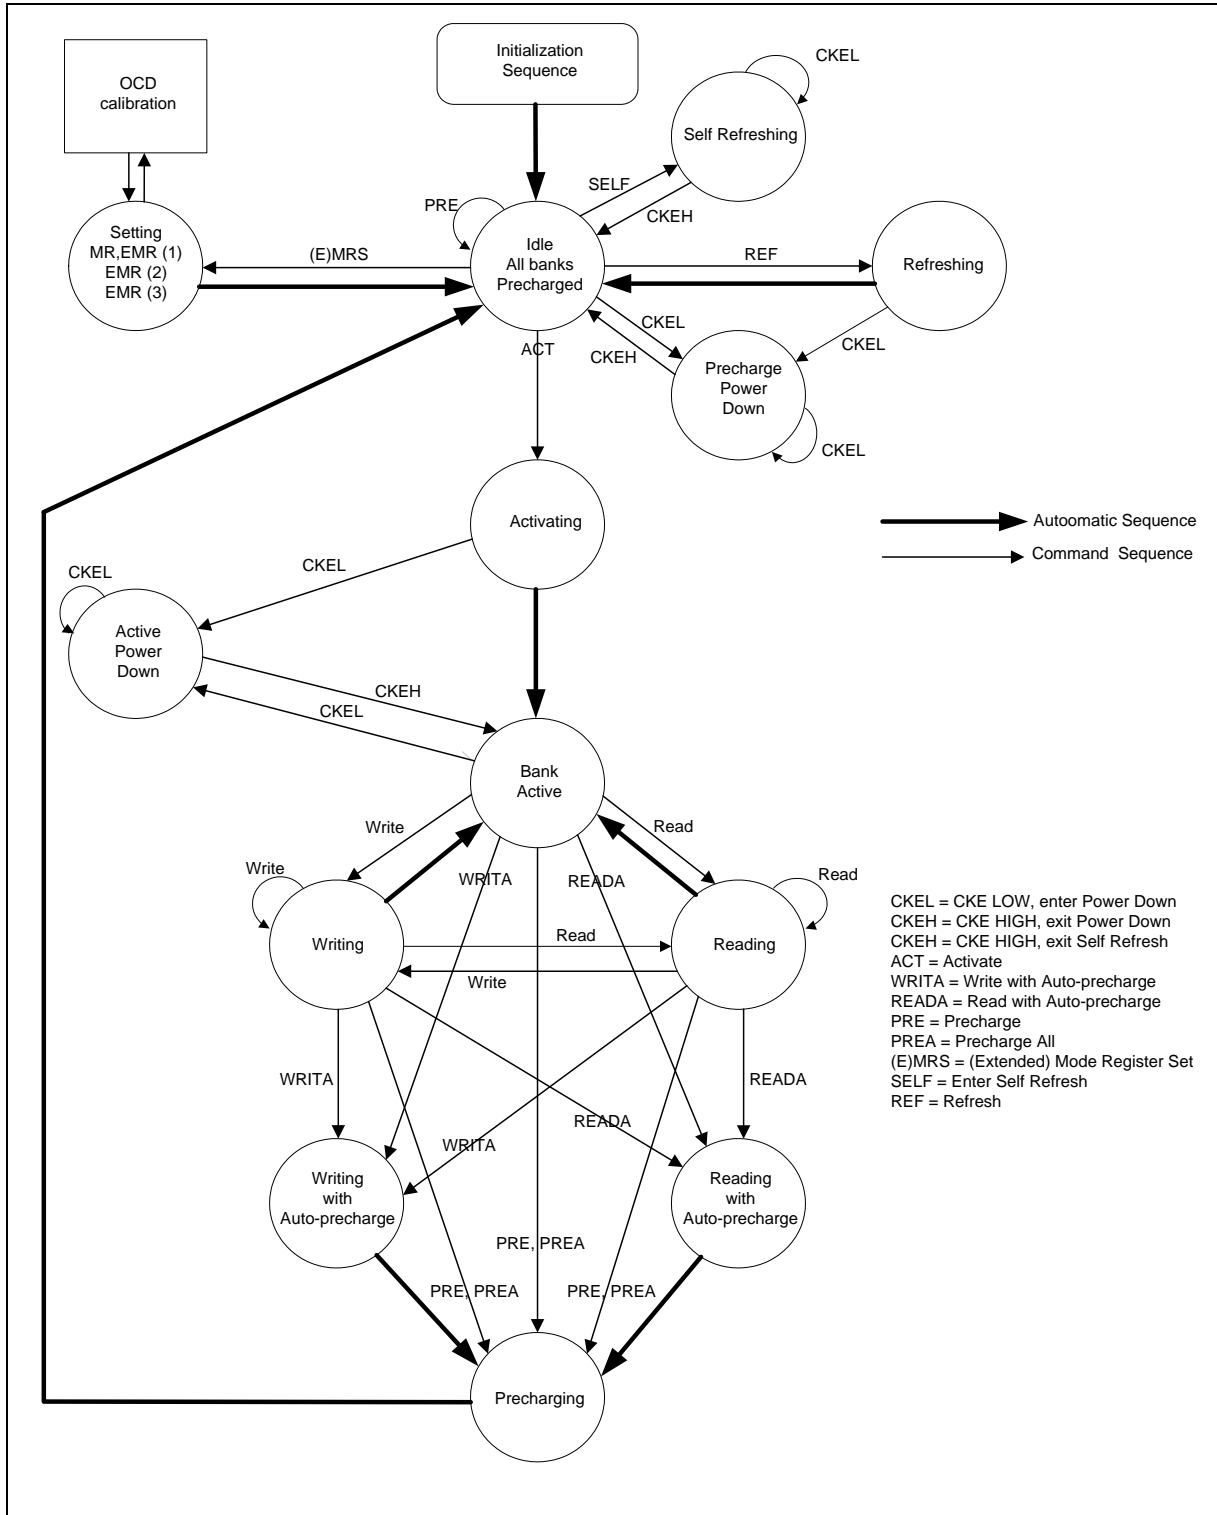 Initialization
Sequence
OCD
calibration
CKEL
Self Refreshing
SELF
CKEH
PRE
Setting
MR,EMR (1)
EMR (2)
EMR (3)
(E)MRS
Idle
All banks
Precharged
REF
Refreshing
CKEL
CKEH
CKEL
ACT
Precharge
Power
Down
CKEL
Activating
Autoomatic Sequence
Command Sequence
CKEL
CKEL
Active
Power
Down
CKEH
CKEL
Bank
Active
Write
Read
Write
WRITA
READA
Read
Writing
Read
Reading
Write
CKEL = CKE LOW, enter Power Down
CKEH = CKE HIGH, exit Power Down
CKEH = CKE HIGH, exit Self Refresh
ACT = Activate
WRITA = Write with Auto-precharge
READA = Read with Auto-precharge
PRE = Precharge
PREA = Precharge All
(E)MRS = (Extended) Mode Register Set
SELF = Enter Self Refresh
REF = Refresh
WRITA
READA
READA
WRITA
Writing
with
Auto-precharge
Reading
with
Auto-precharge
PRE, PREA
PRE, PREA
PRE, PREA
Precharging